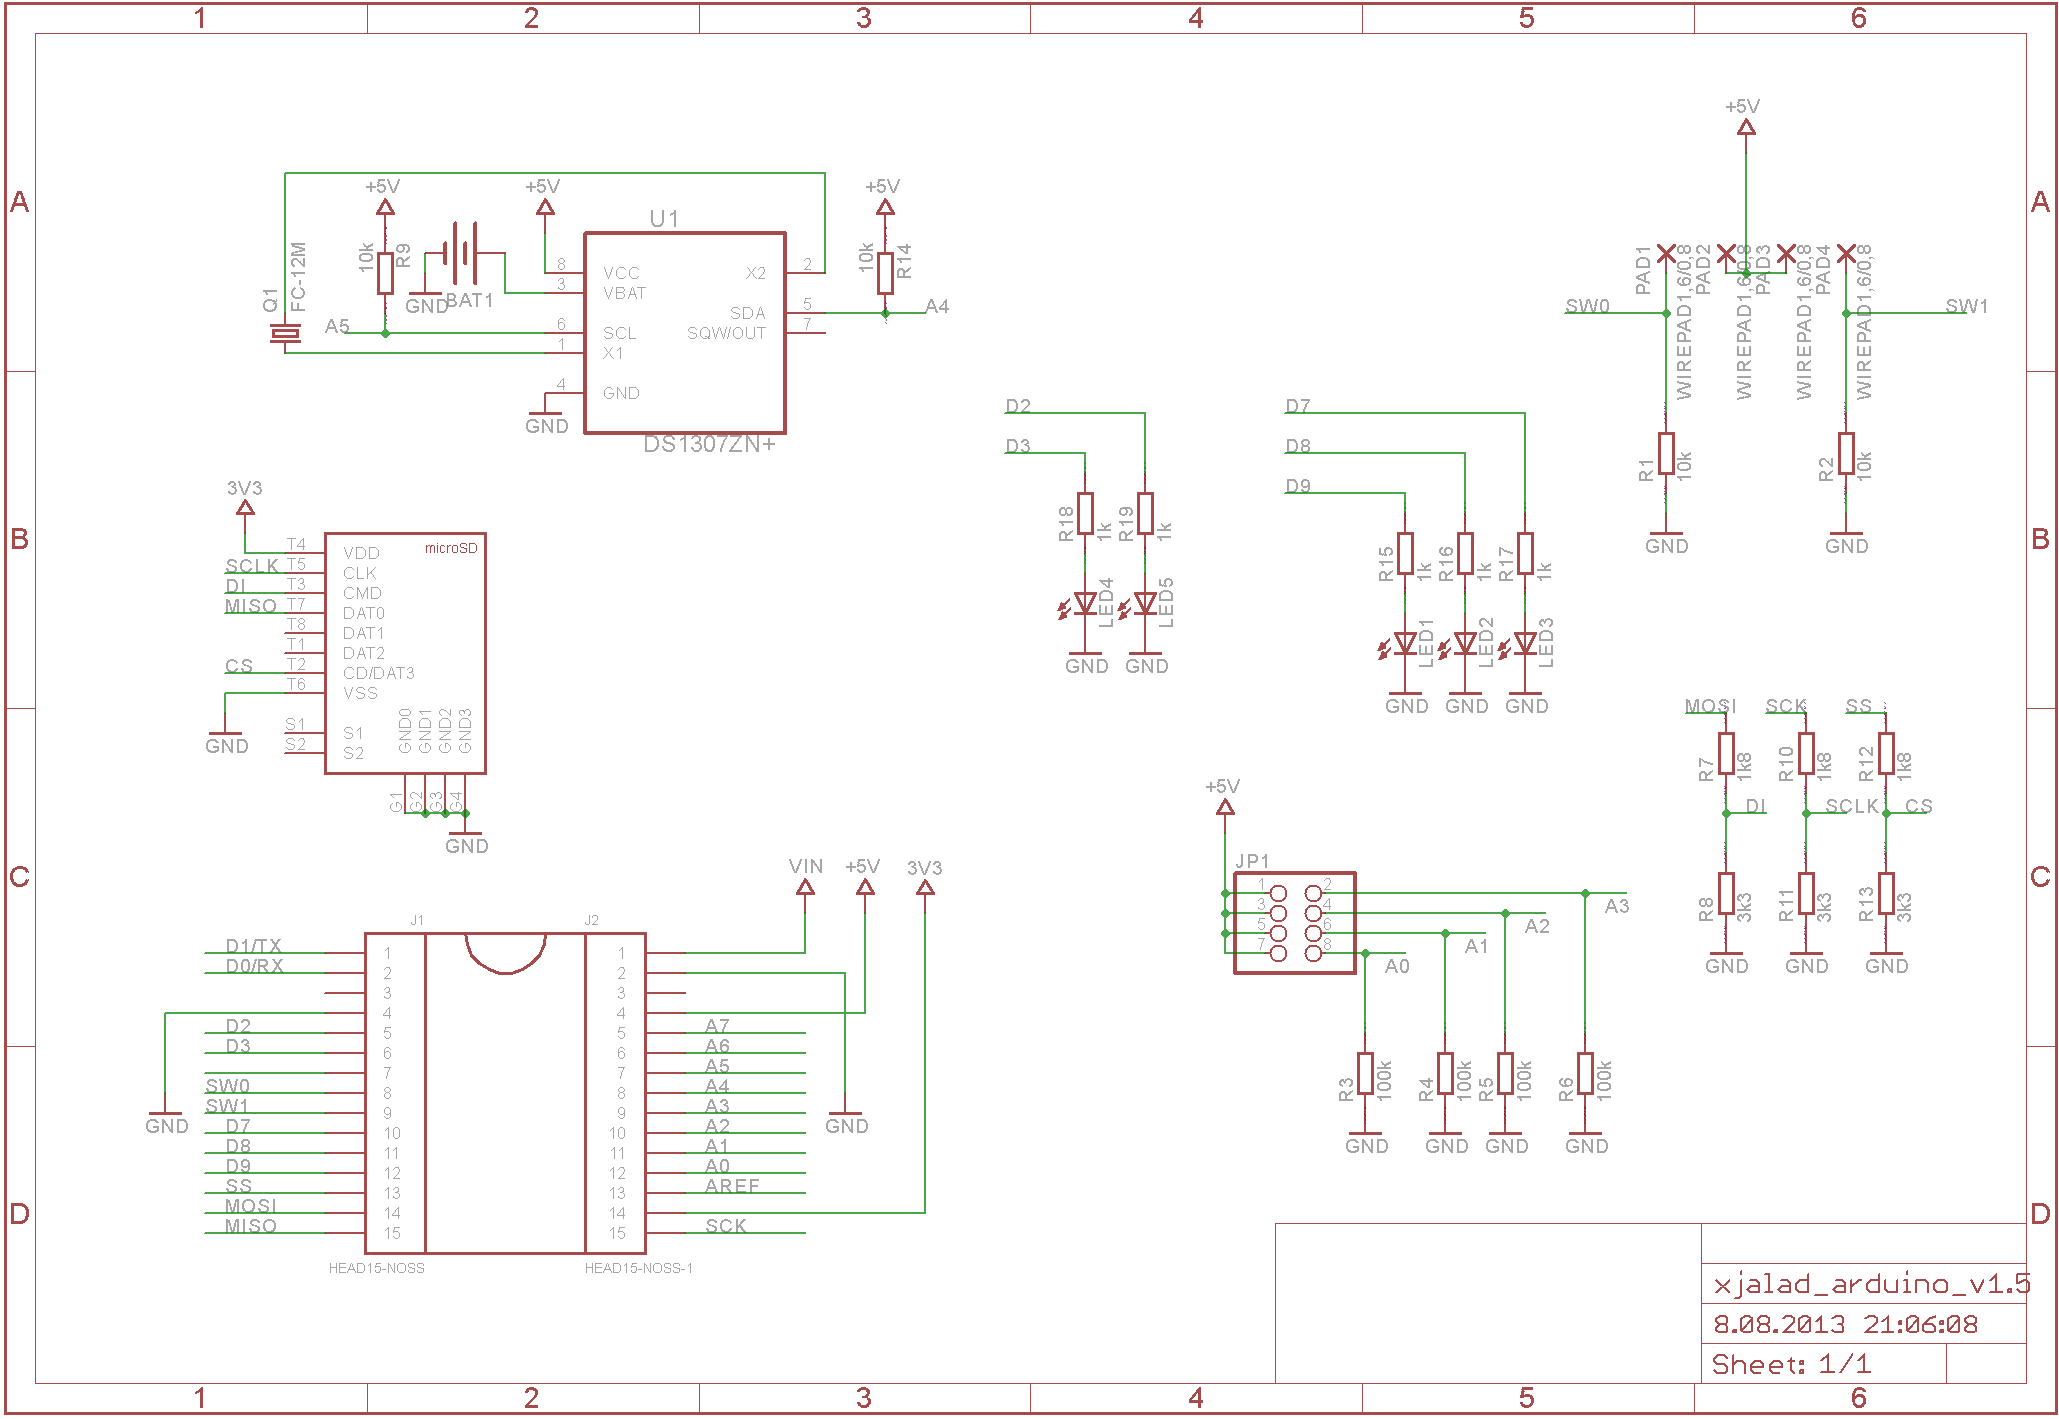 1 2 3 4 5 6
A A
B B
C C
D D
+5V
+5V +5V +5V
U1
Q1 FC-12M
10k R9
GND BAT1
8 VCC
3 VBAT
6 SCL
1 X1
4 GND
X2 2
SDA 5
SQW/OUT 7
10k R14
A5
A4
GND
DS1307ZN+
PAD1 WIREPAD1,6/0,8
PAD2 WIREPAD1,6/0,8
PAD3 WIREPAD1,6/0,8
PAD4 WIREPAD1,6/0,8
SW0 SW1
R1 10k
R2 10k
GND GND
D2
D3
R18 1k
R19 1k
LED4
LED5
GND GND
D7
D8
D9
R15 1k
R16 1k
R17 1k
LED1
LED2
LED3
GND GND GND
3V3
microSD
T4 VDD
SCLK T5 CLK
DI T3 CMD
MISO T7 DAT0
T8 DAT1
T1 DAT2
CS T2 CD/DAT3
T6 VSS
S1 S1
S2 S2
GND0 GND1 GND2 GND3
G1 G2 G3 G4
GND
GND
MOSI SCK SS
R7 1k8
R10 1k8
R12 1k8
DI SCLK CS
R8 3k3
R11 3k3
R13 3k3
GND GND GND
+5V
JP1
1 2
3 4
5 6
7 8
A3
A2
A1
A0
R3 100k
R4 100k
R5 100k
R6 100k
GND GND GND GND
VIN +5V 3V3
J1 J2
D1/TX 1 1
D0/RX 2 2
3 3
4 4
D2 5 5 A7
D3 6 6 A6
7 7 A5
SW0 8 8 A4
SW1 9 9 A3
D7 10 10 A2
D8 11 11 A1
D9 12 12 A0
SS 13 13 AREF
MOSI 14 14
MISO 15 15 SCK
GND GND
HEAD15-NOSS HEAD15-NOSS-1
xjalad_arduino_v1.5
8.08.2013 21:06:08
Sheet: 1/1
1 2 3 4 5 6